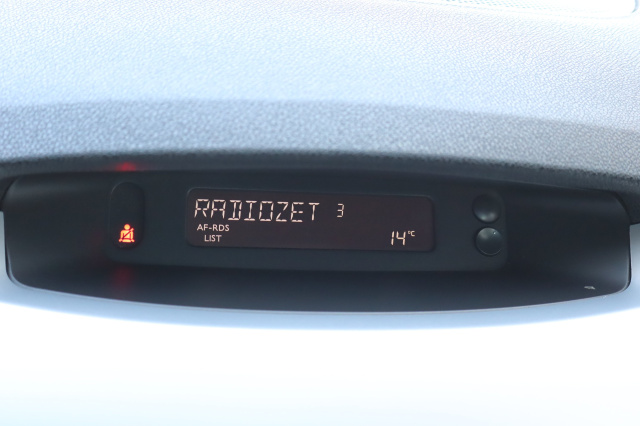 RADIOZET 3
AF-RDS
LIST
14°C